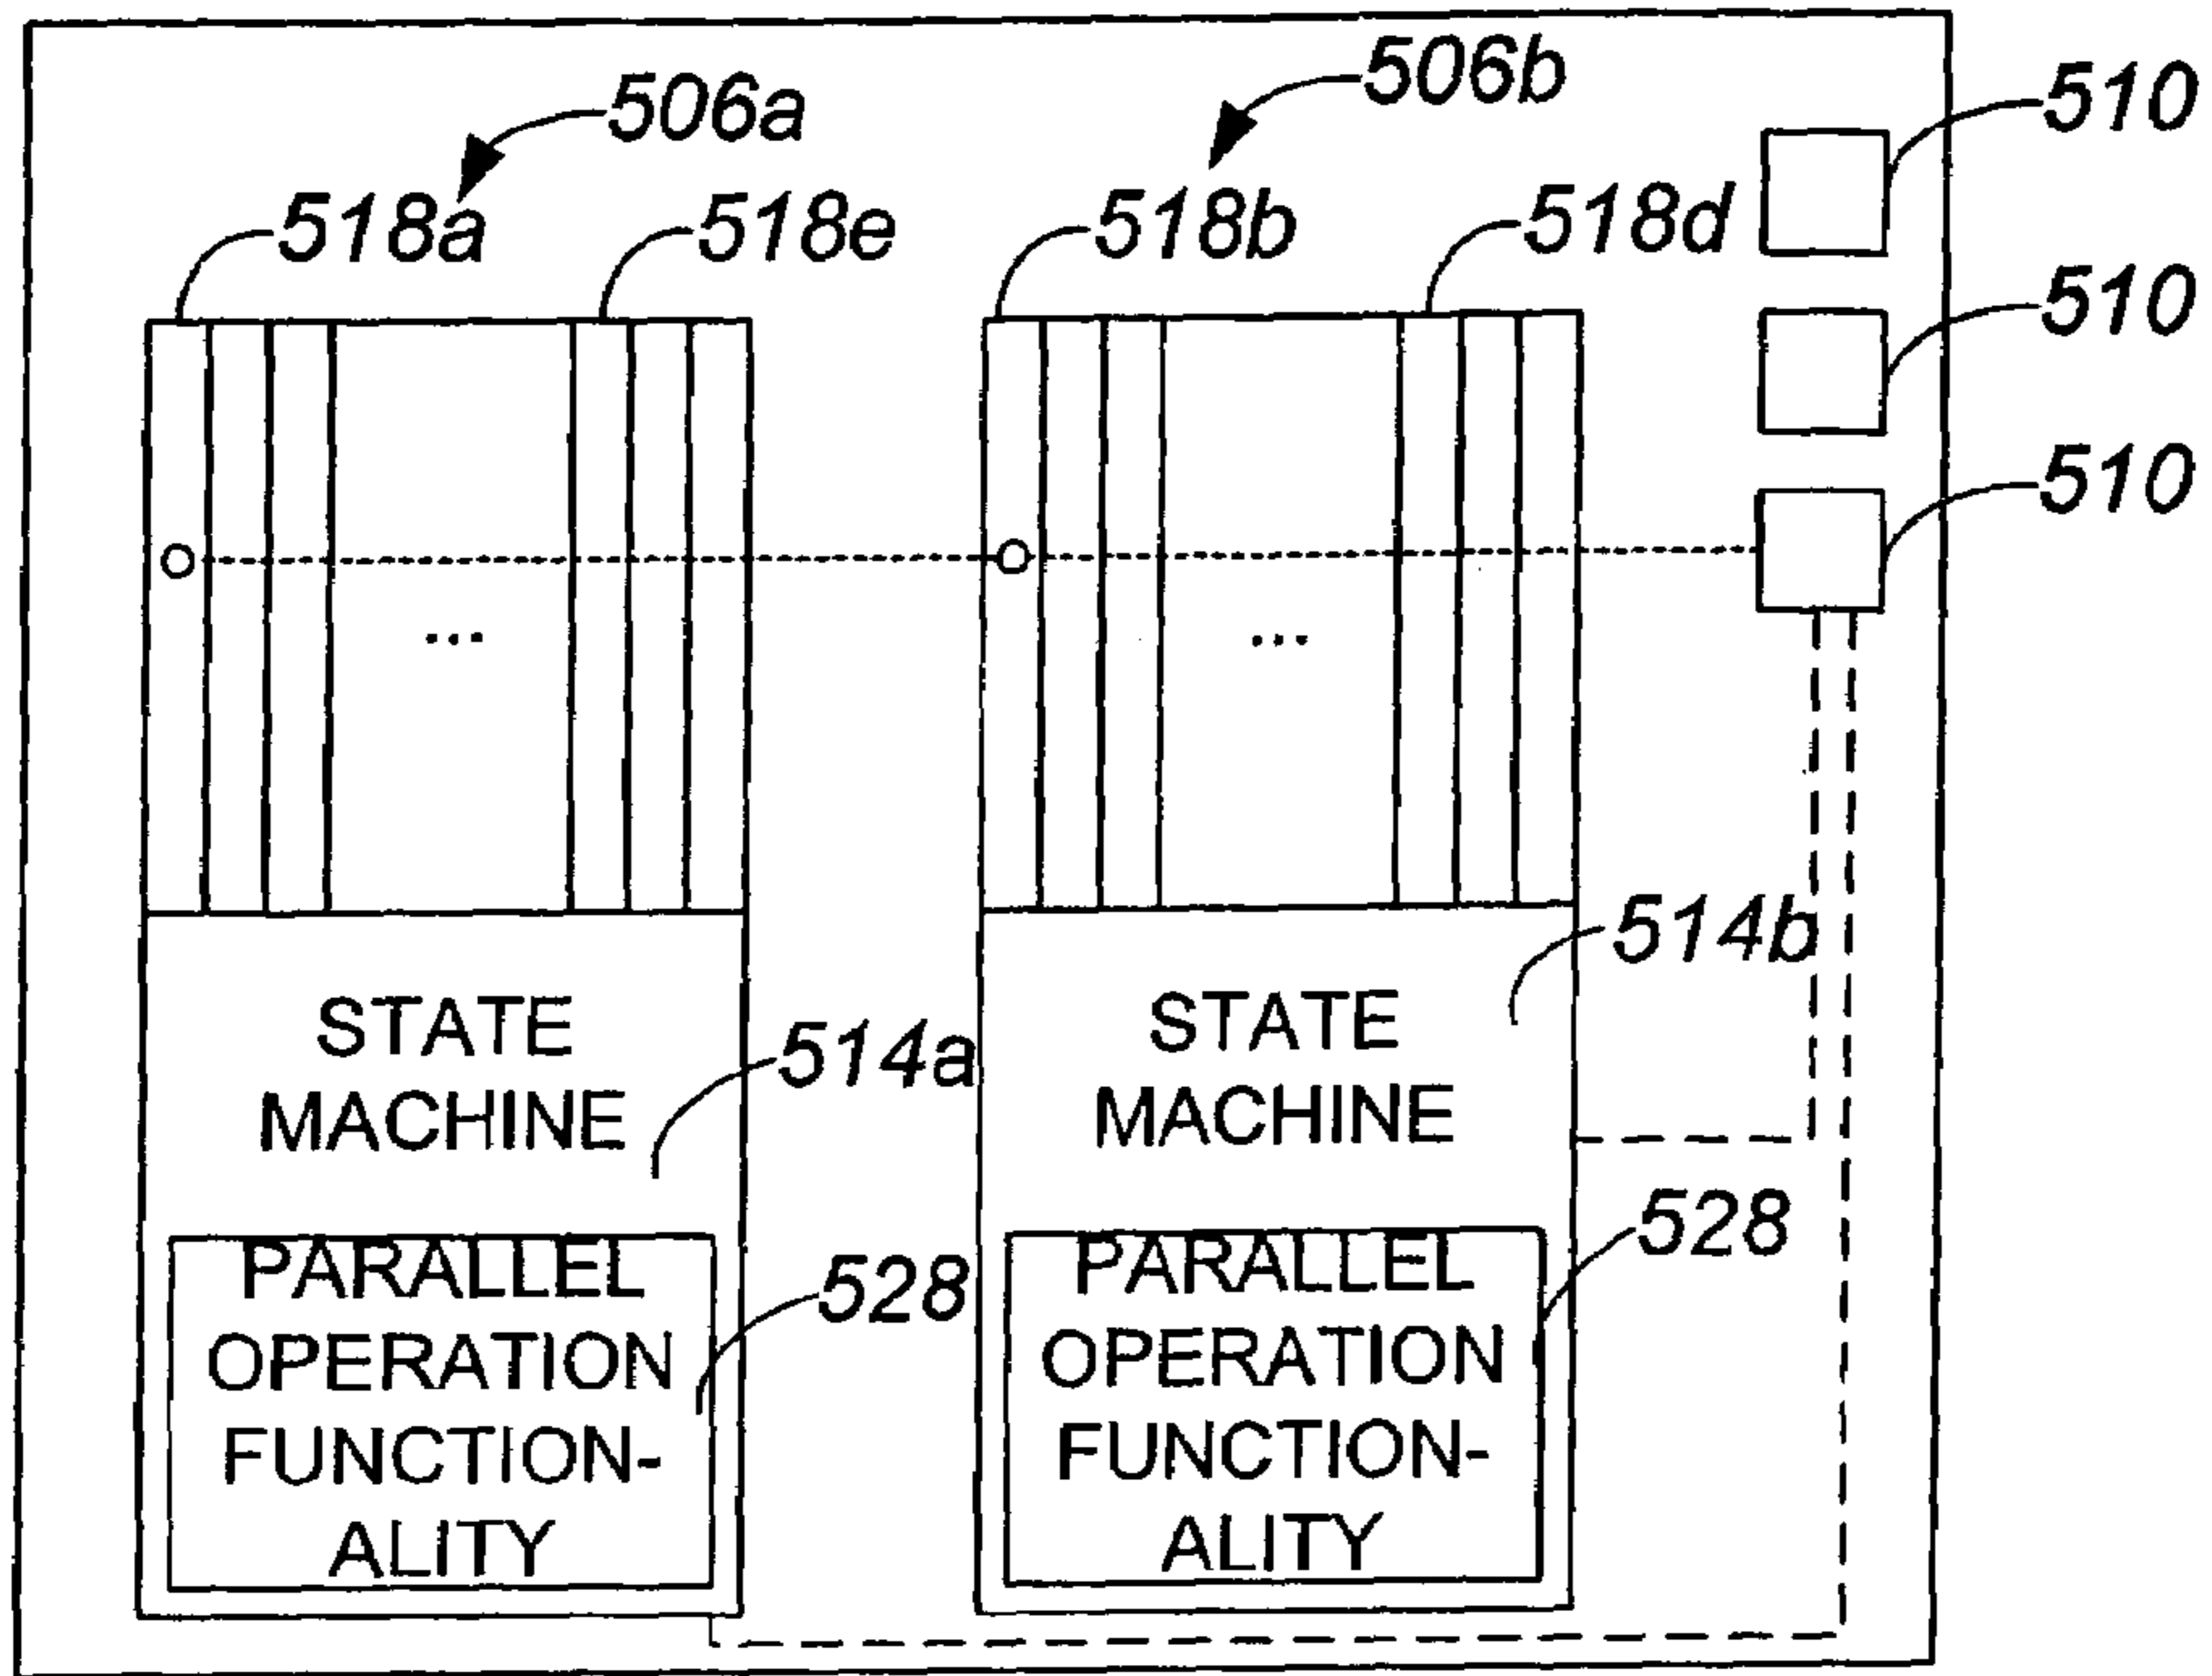 506a
506b
510
518a
518e
518b
518d
510
510
...
...
514b
STATE
MACHINE
514a
STATE
MACHINE
528
528
PARALLEL
OPERATION
FUNCTION-
ALITY
PARALLEL
OPERATION
FUNCTION-
ALITY